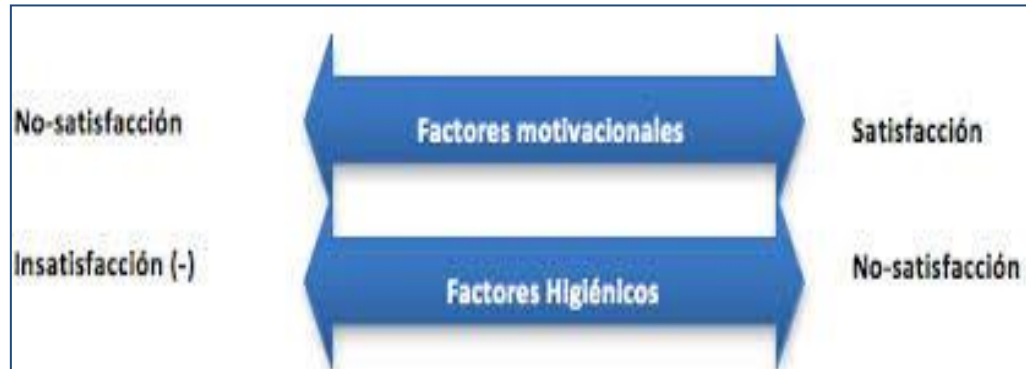 No-satisfacción
Factores motivacionales
Satisfacción
Insatisfacción (-)
Factores Higiénicos
No-satisfacción